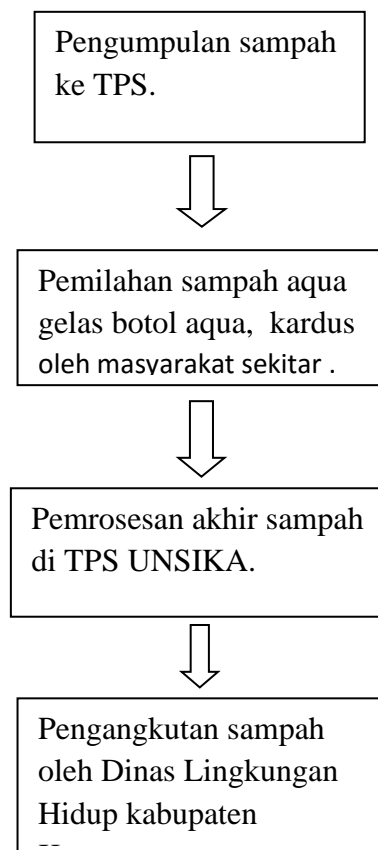 Pengumpulan sampah
ke TPS.
Pemilahan sampah aqua
gelas botol aqua, kardus
oleh masyarakat sekitar .
Pemrosesan akhir sampah
di TPS UNSIKA.
Pengangkutan sampah
oleh Dinas Lingkungan
Hidup kabupaten